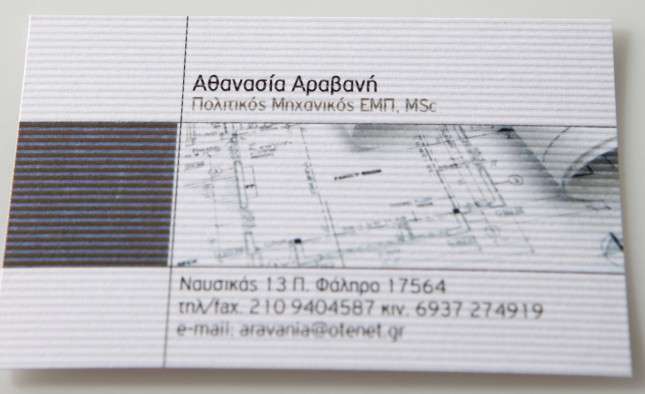 Αθανασία Αραβανή
Πολιτικός Μηχανικός ΕΜΠ, MSc
Ναυσικάς 13 Π. Φάληρο 17564
τηλ/fax. 210 9404587 κιν. 6937 274919
e-mail: aravania@otenet.gr